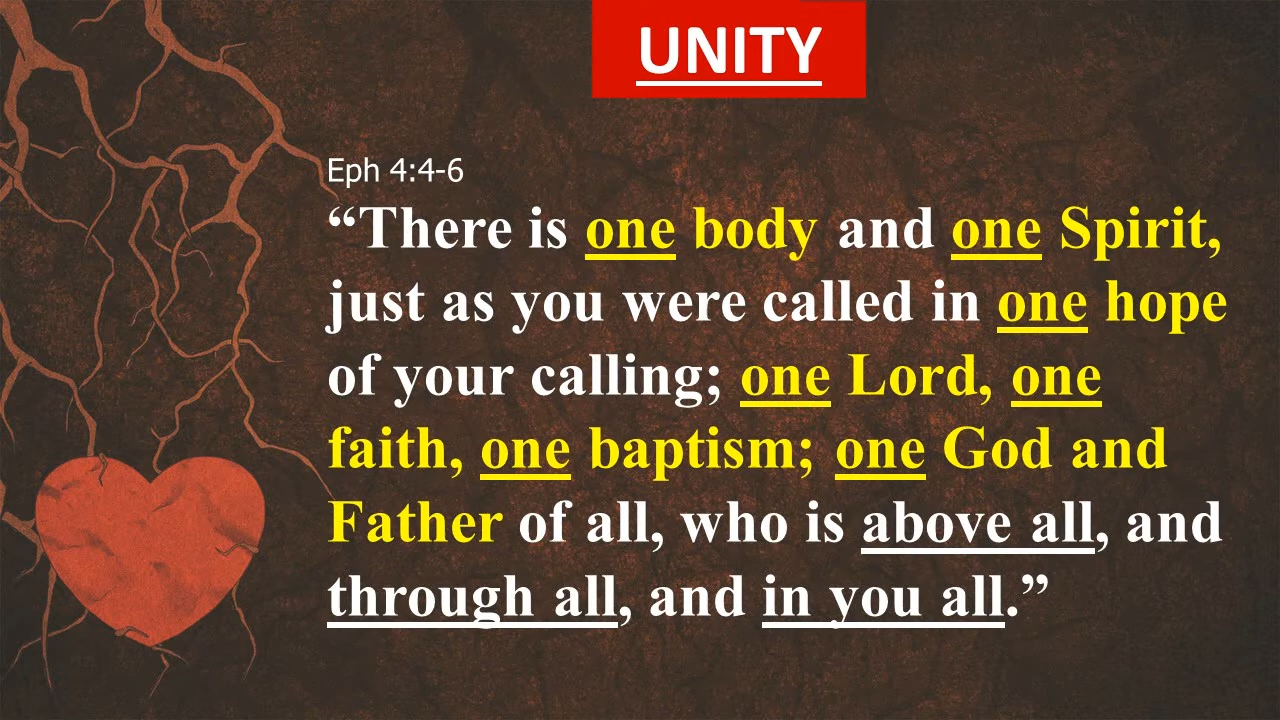 UNITY
Eph 4:4-6
“There is one body and one Spirit,
just as you were called in one hope
of your calling; one Lord, one
faith, one baptism; one God and
Father of all, who is above all, and
through all, and in you all.”